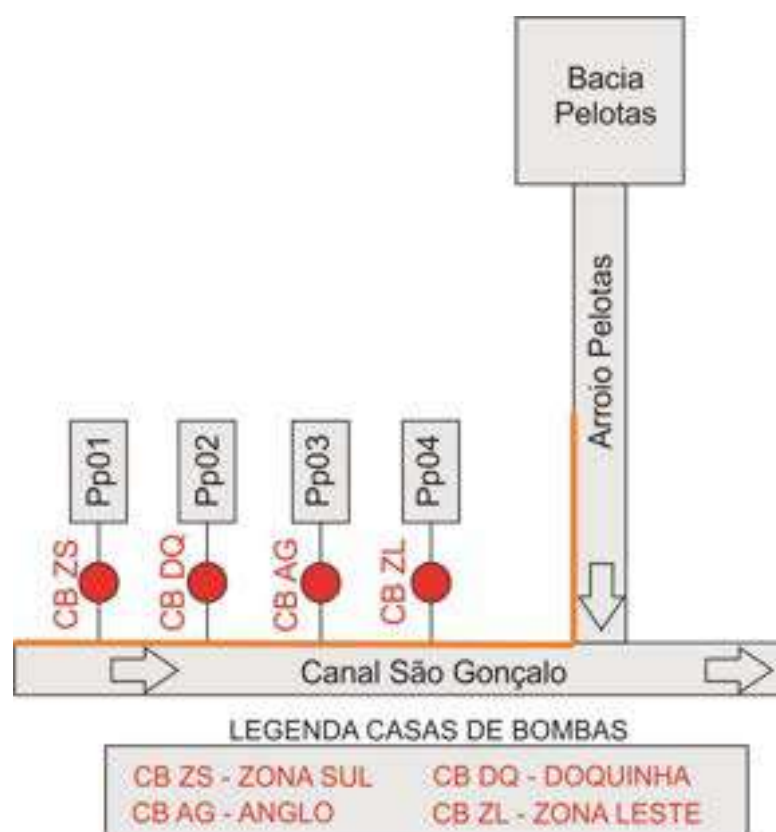 Bacia
Pelotas
Arroio Pelotas
Pp01
Pp02
Pp03
Pp04
CB ZS
CB DQ
CB AG
CB ZL
Canal São Gonçalo
LEGENDA CASAS DE BOMBAS
CB ZS - ZONA SUL
CB DQ - DOQUINHA
CB AG - ANGLO
CB ZL - ZONA LESTE